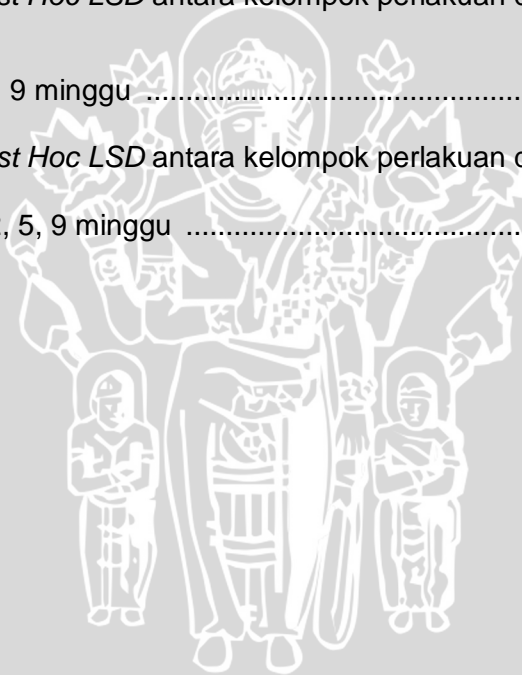 st Hoc LSD antara kelompok perlakuan d
9 minggu ........................................
st Hoc LSD antara kelompok perlakuan d
, 5, 9 minggu ...................................